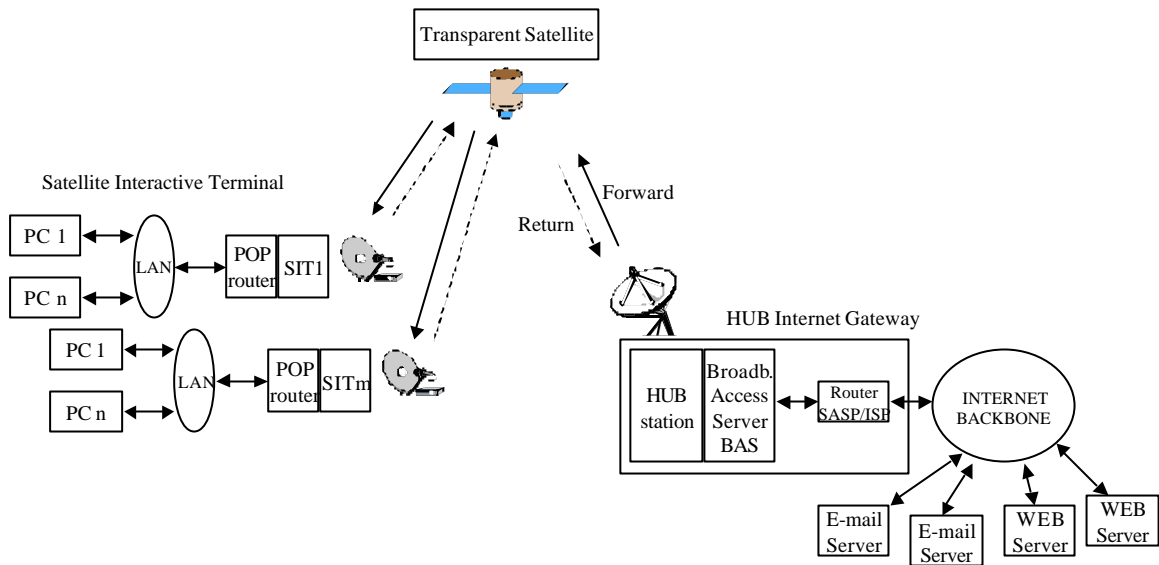 Transparent Satellite
Satellite Interactive Terminal
Forward
Return
PC 1
PC n
LAN
POP
router
SIT1
PC 1
PC n
LAN
POP
router
SITm
HUB Internet Gateway
HUB
station
Broadb.
Access
Server
BAS
Router
SASP/ISP
INTERNET
BACKBONE
E-mail
Server
E-mail
Server
WEB
Server
WEB
Server